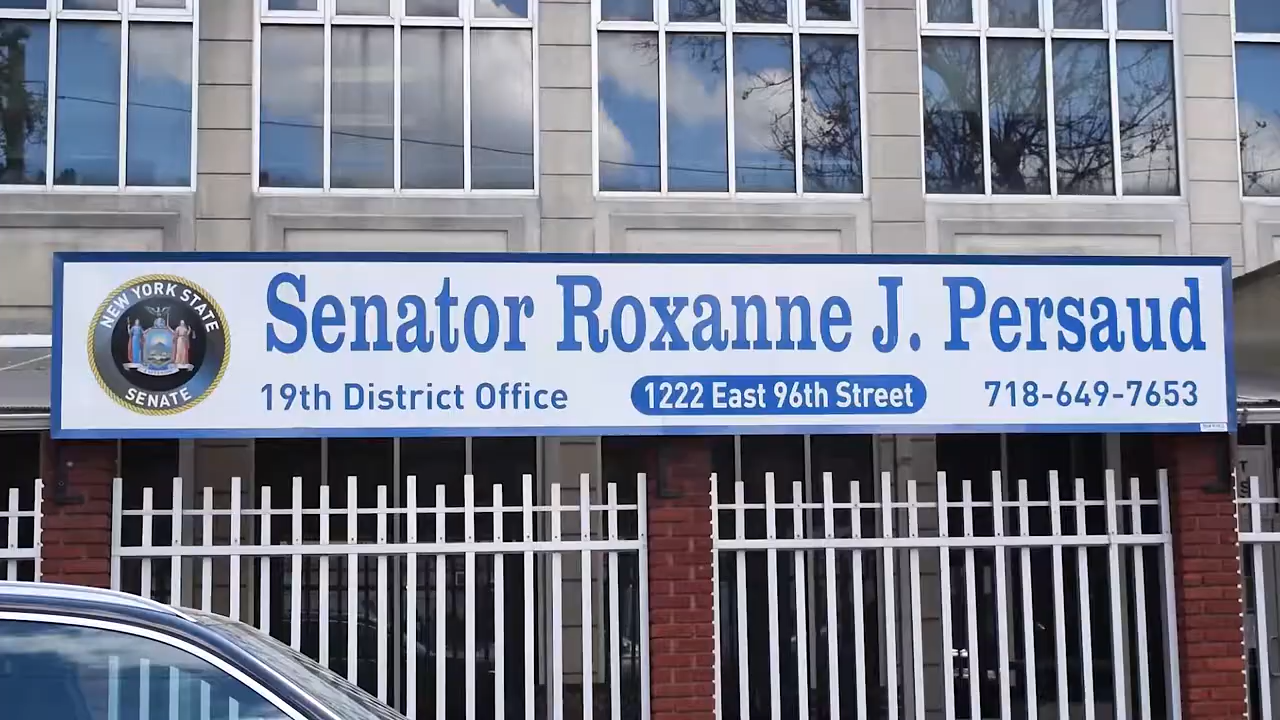 NEW YORK STATE
SENATE
Senator Roxanne J. Persaud
19th District Office 1222 East 96th Street 718-649-7653